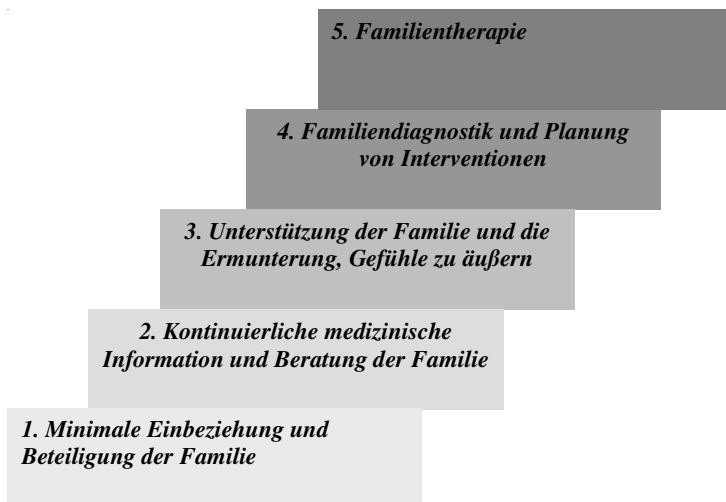 5. Familientherapie
4. Familiendiagnostik und Planung
von Interventionen
3. Unterstützung der Familie und die
Ermunterung, Gefühle zu äußern
2. Kontinuierliche medizinische
Information und Beratung der Familie
1. Minimale Einbeziehung und
Beteiligung der Familie